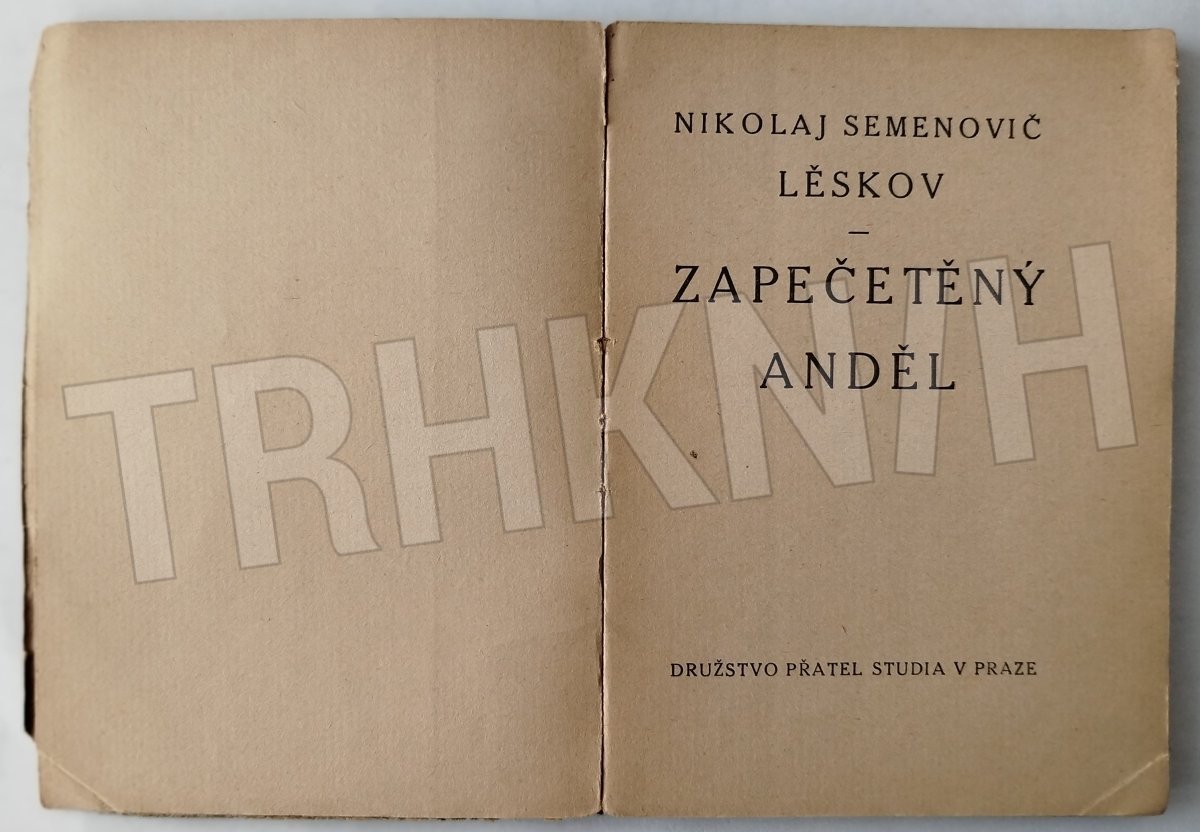 NIKOLAJ SEMENOVIČ
LĚSKOV
—
ZAPEČETĚNÝ
ANDĚL
DRUŽSTVO PŘATEL STUDIA V PRAZE
TRHKNIH